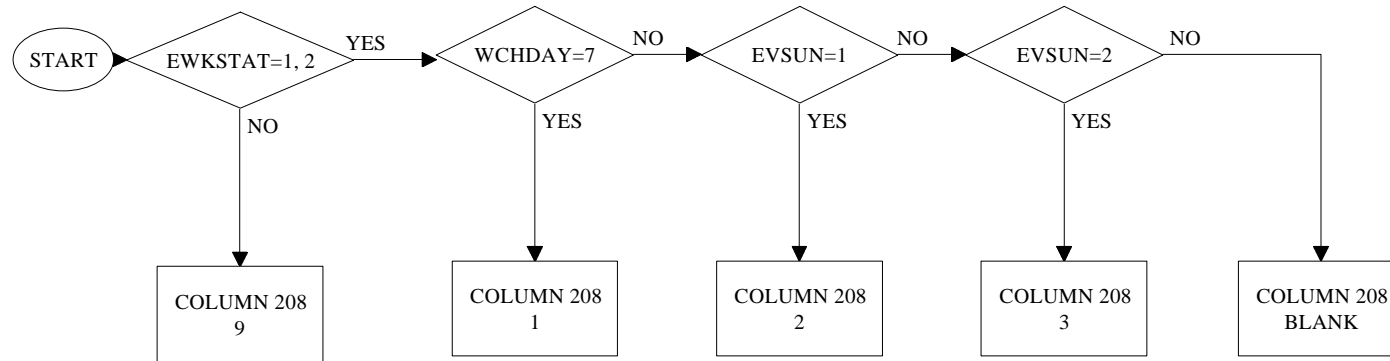 START
EWKSTAT=1, 2
YES
WCHDAY=7
NO
EVSUN=1
NO
EVSUN=2
NO
NO
YES
YES
YES
COLUMN 208
9
COLUMN 208
1
COLUMN 208
2
COLUMN 208
3
COLUMN 208
BLANK